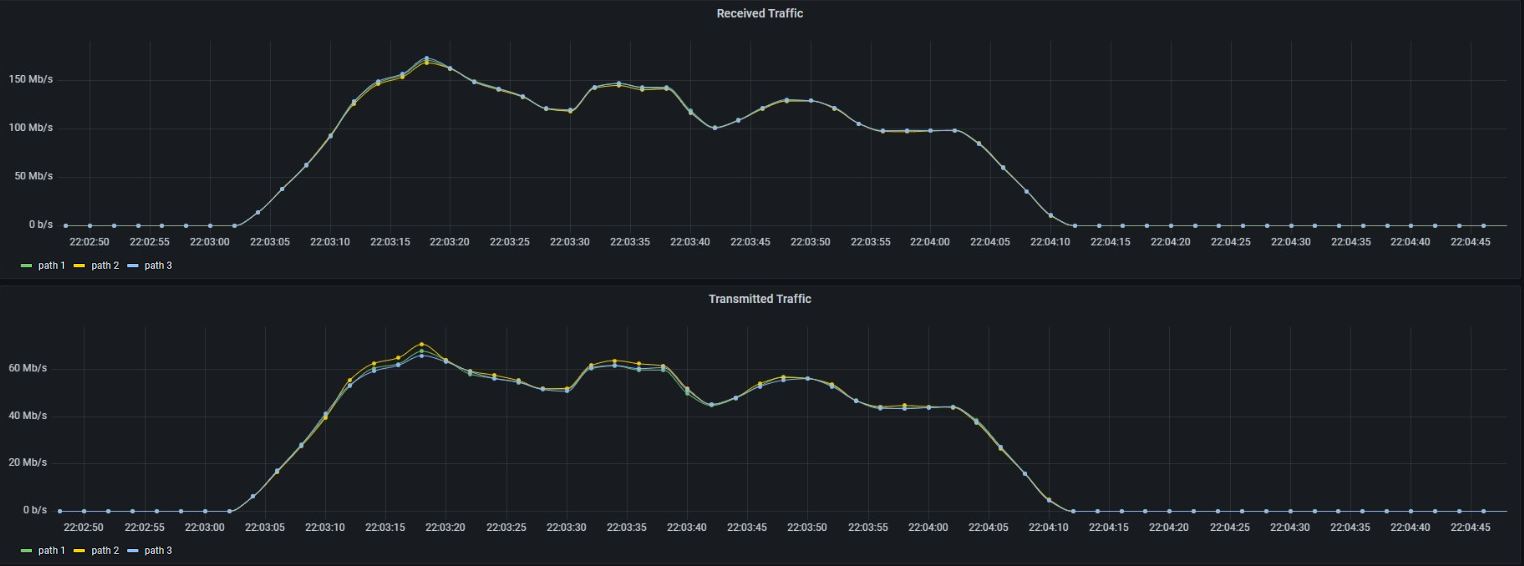 Received Traffic
150 Mb/s
100 Mb/s
50 Mb/s
0 b/s
22:02:50 22:02:55 22:03:00 22:03:05 22:03:10 22:03:15 22:03:20 22:03:25 22:03:30 22:03:35 22:03:40 22:03:45 22:03:50 22:03:55 22:04:00 22:04:05 22:04:10 22:04:15 22:04:20 22:04:25 22:04:30 22:04:35 22:04:40 22:04:45
path 1 path 2 path 3
Transmitted Traffic
60 Mb/s
40 Mb/s
20 Mb/s
0 b/s
22:02:50 22:02:55 22:03:00 22:03:05 22:03:10 22:03:15 22:03:20 22:03:25 22:03:30 22:03:35 22:03:40 22:03:45 22:03:50 22:03:55 22:04:00 22:04:05 22:04:10 22:04:15 22:04:20 22:04:25 22:04:30 22:04:35 22:04:40 22:04:45
path 1 path 2 path 3